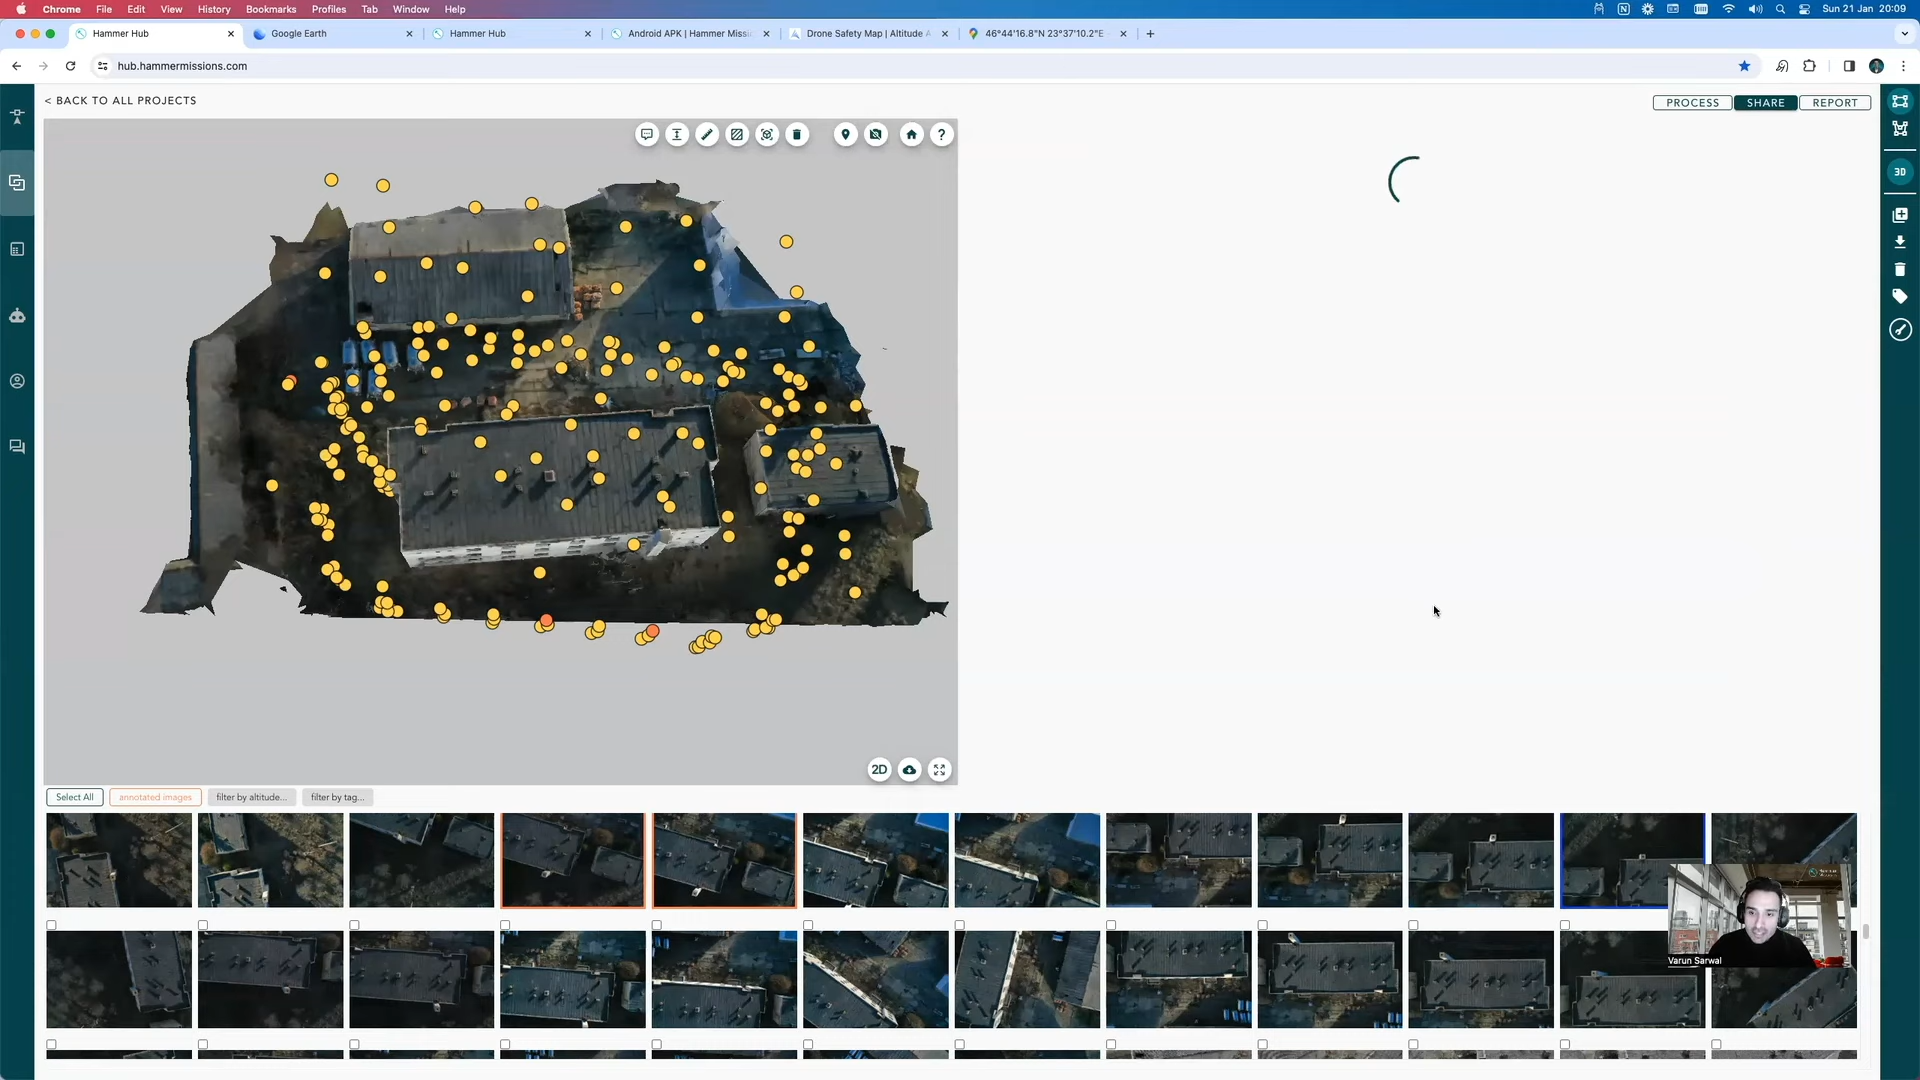 Chrome File Edit View History Bookmarks Profiles Tab Window Help Sun 21 Jan 20:09
Hammer Hub Google Earth Hammer Hub Android APK | Hammer Missi Drone Safety Map | Altitude A 46°44'16.8"N 23°37'10.2"E
hub.hammermissions.com
< BACK TO ALL PROJECTS
PROCESS SHARE REPORT
3D
?
2D
Select All annotated images filter by altitude... filter by tag...
Varun Sarwal